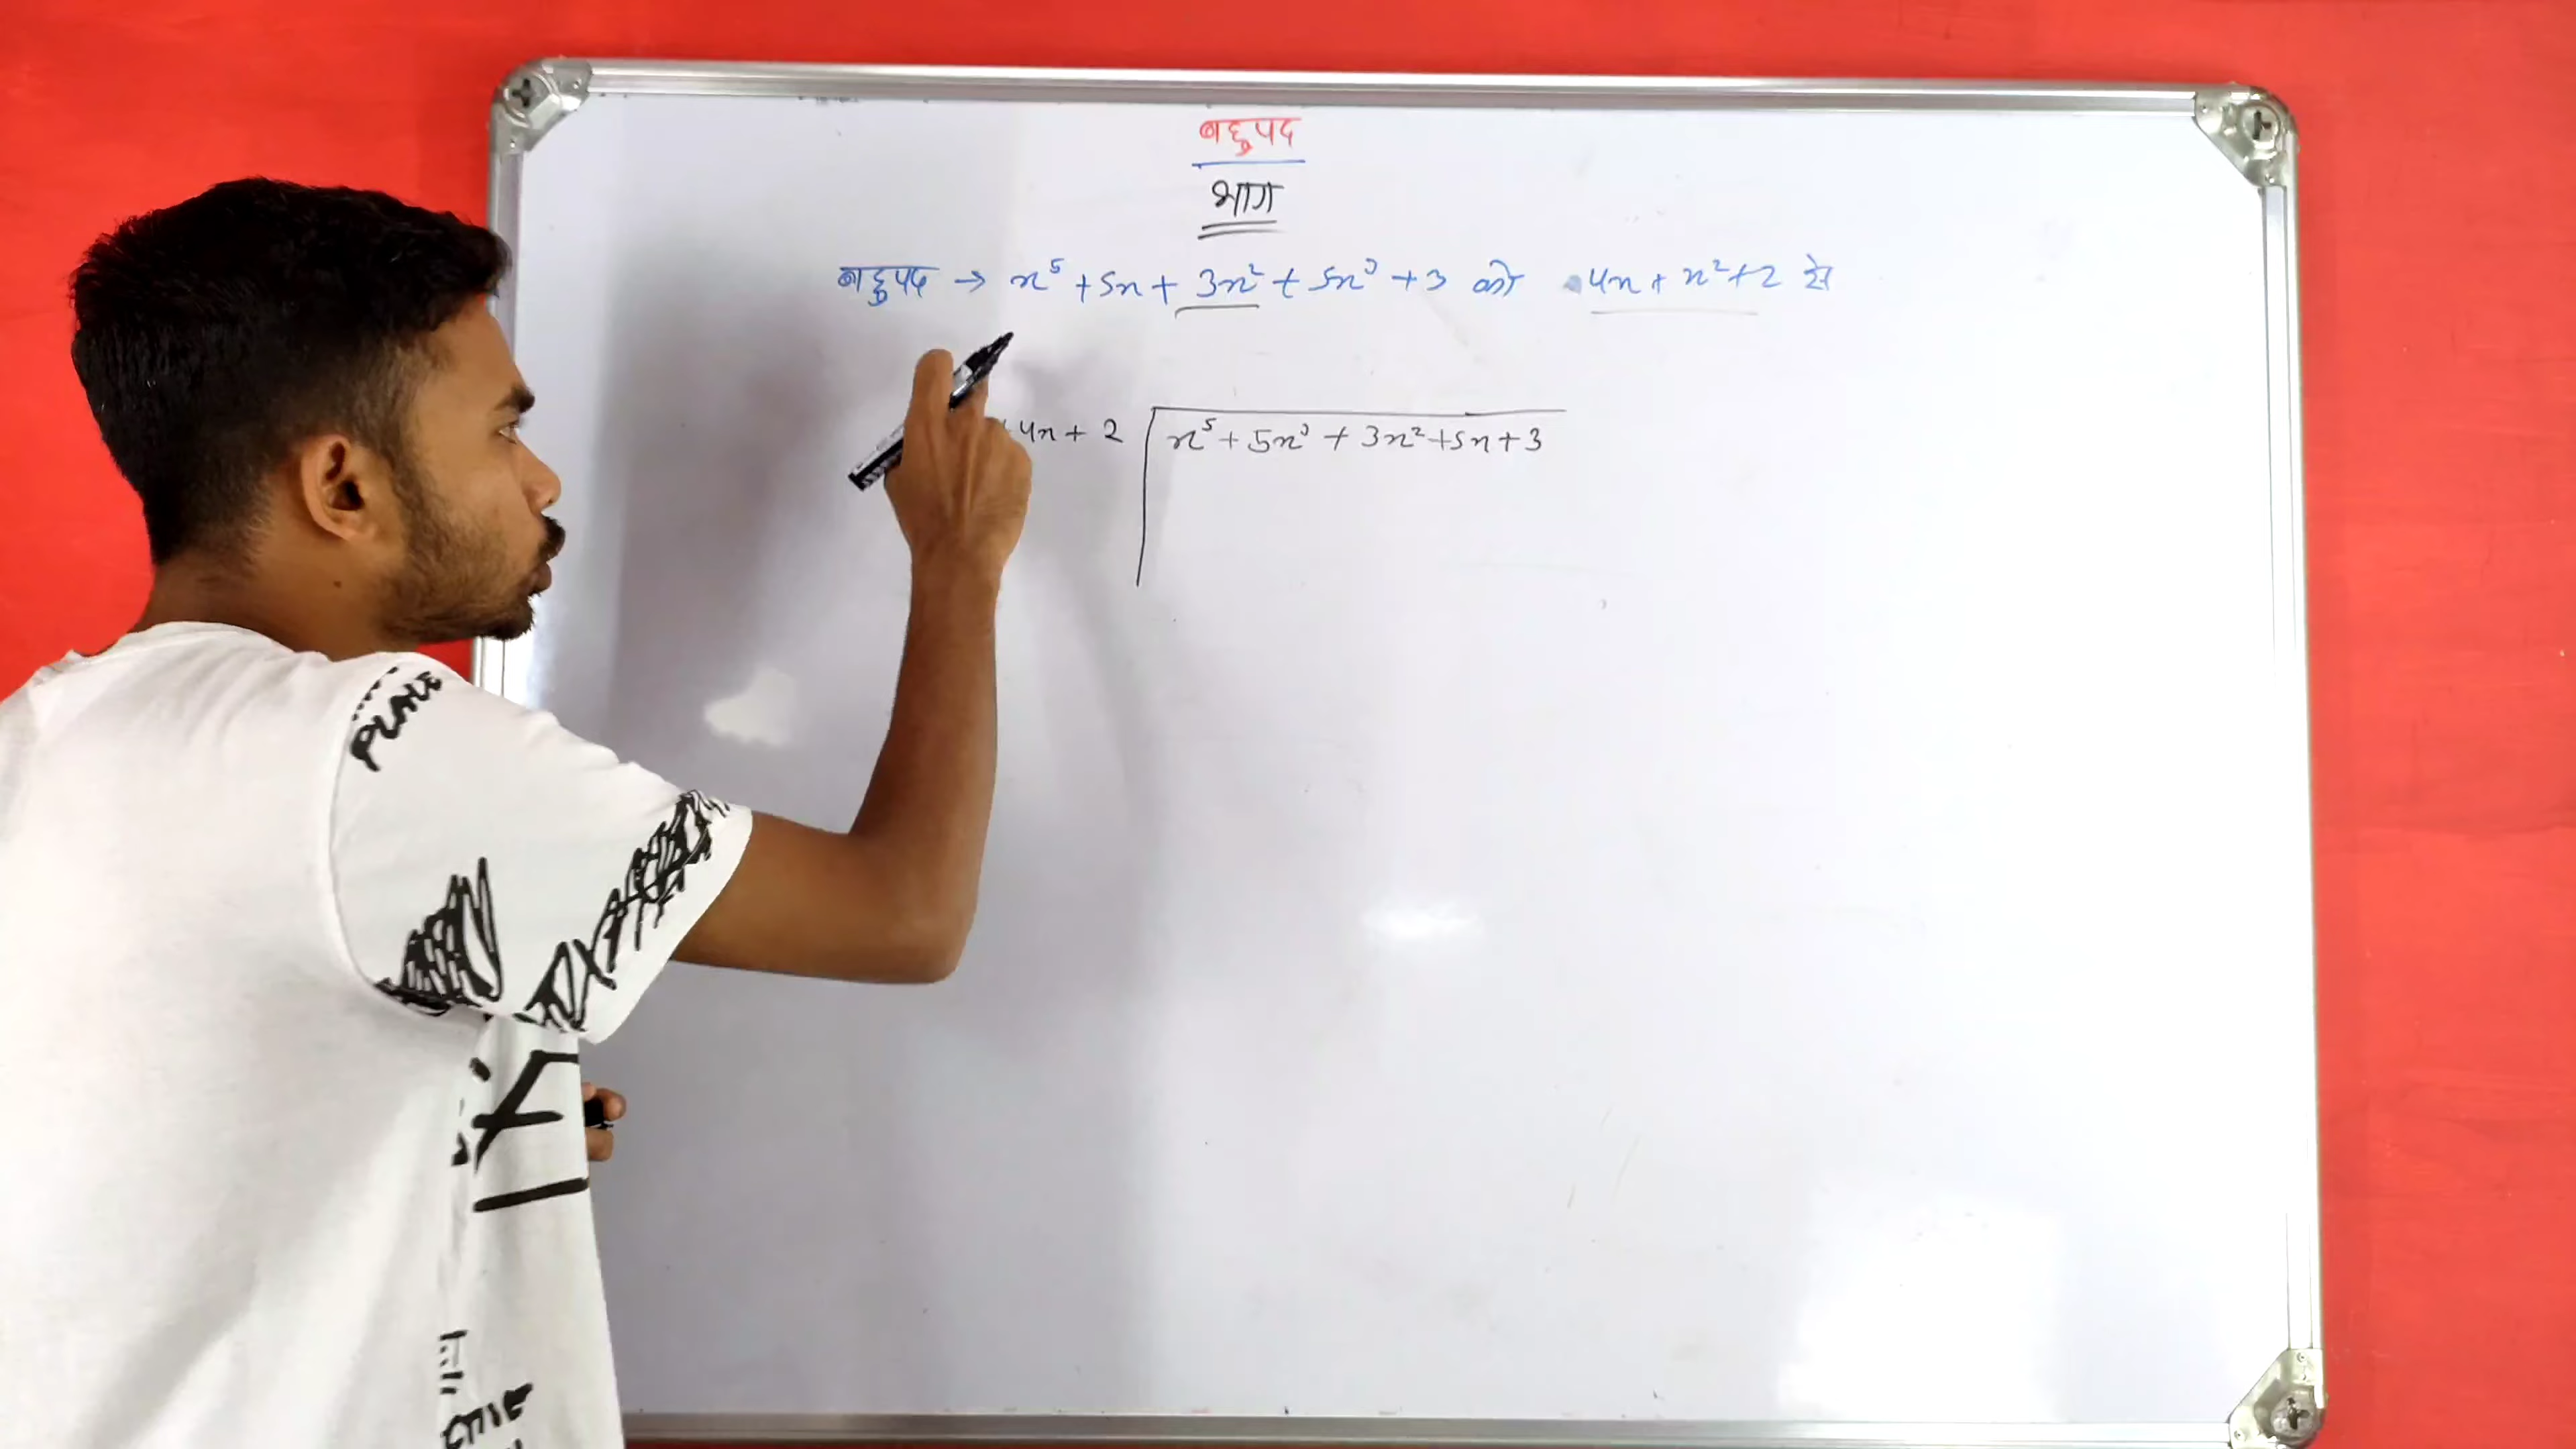 बहुपद
भाग
बहुपद → x⁵ + 5x + 3x² + 5x³ + 3 को 4x + x² + 2 से
4x + 2 x⁵ + 5x³ + 3x² + 5x + 3
PLANE